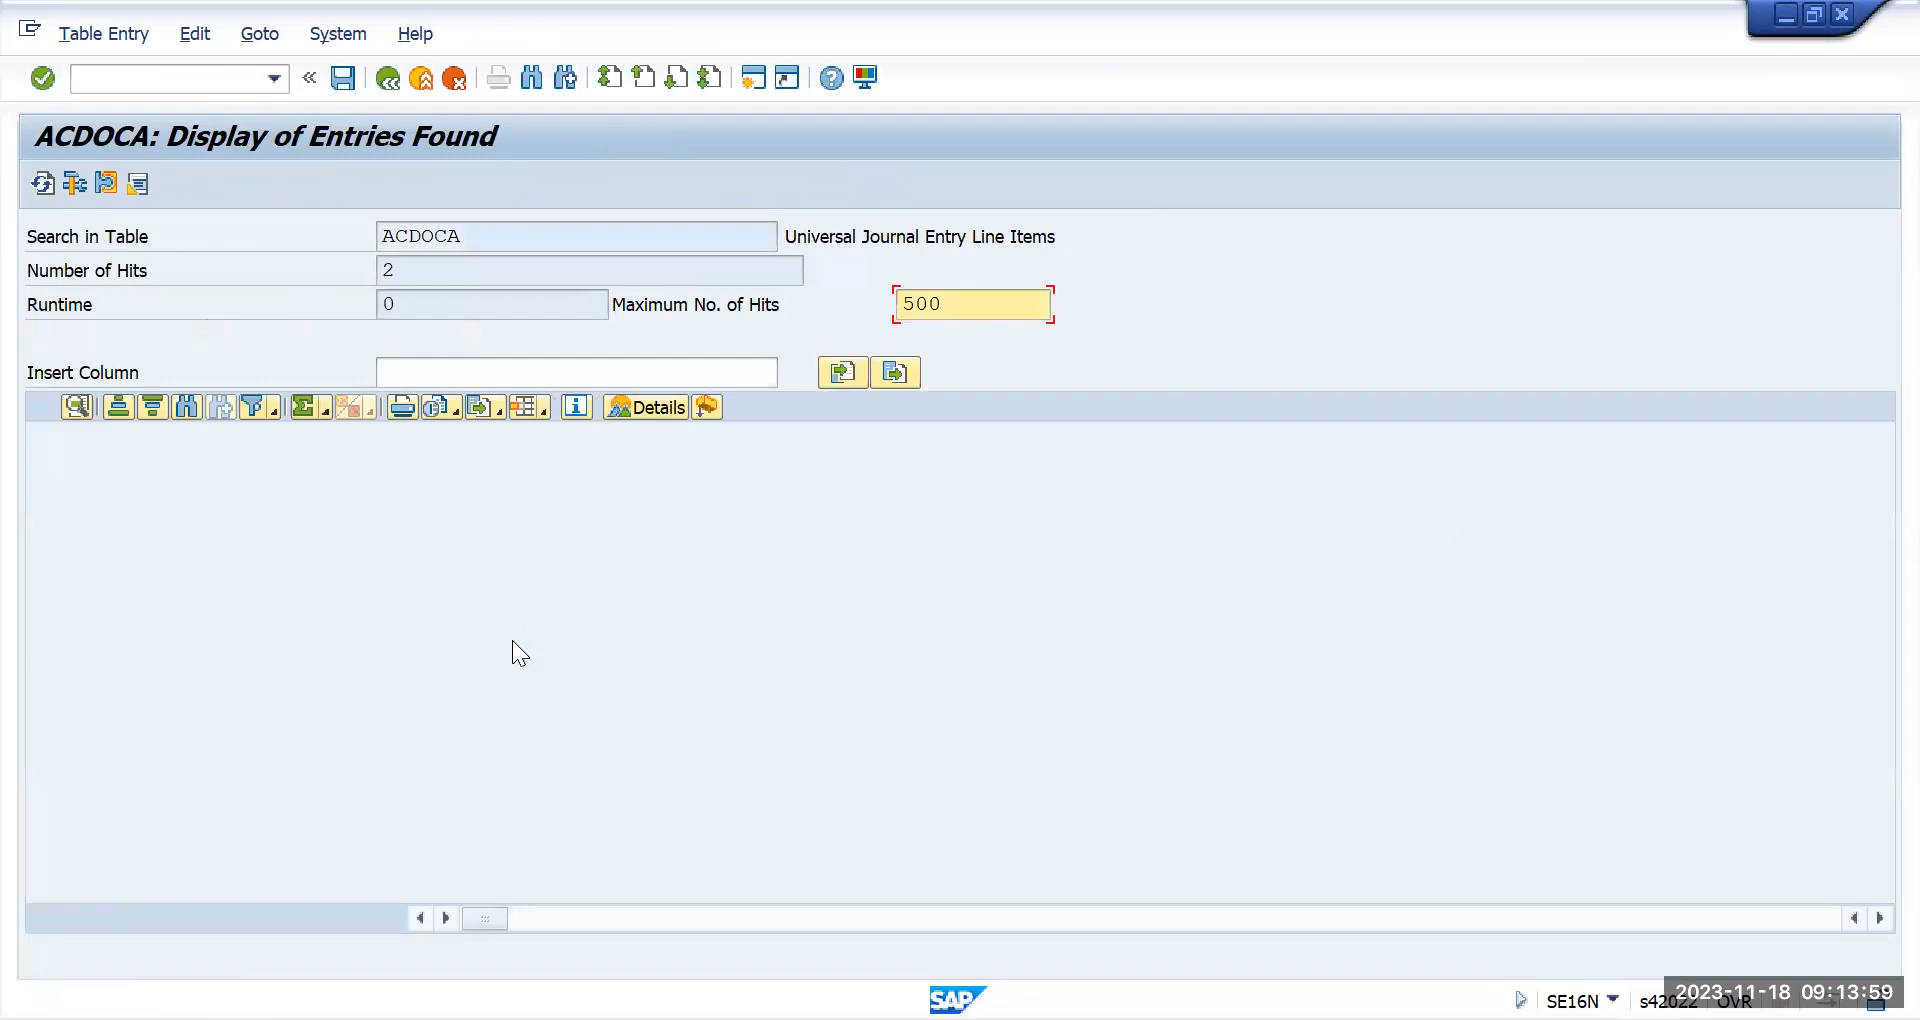 Table Entry Edit Goto System Help
ACDOCA: Display of Entries Found
Search in Table ACDOCA Universal Journal Entry Line Items
Number of Hits 2
Runtime 0 Maximum No. of Hits 500
Insert Column
Details
SAP SE16N s42022 OVR
2023-11-18 09:13:59